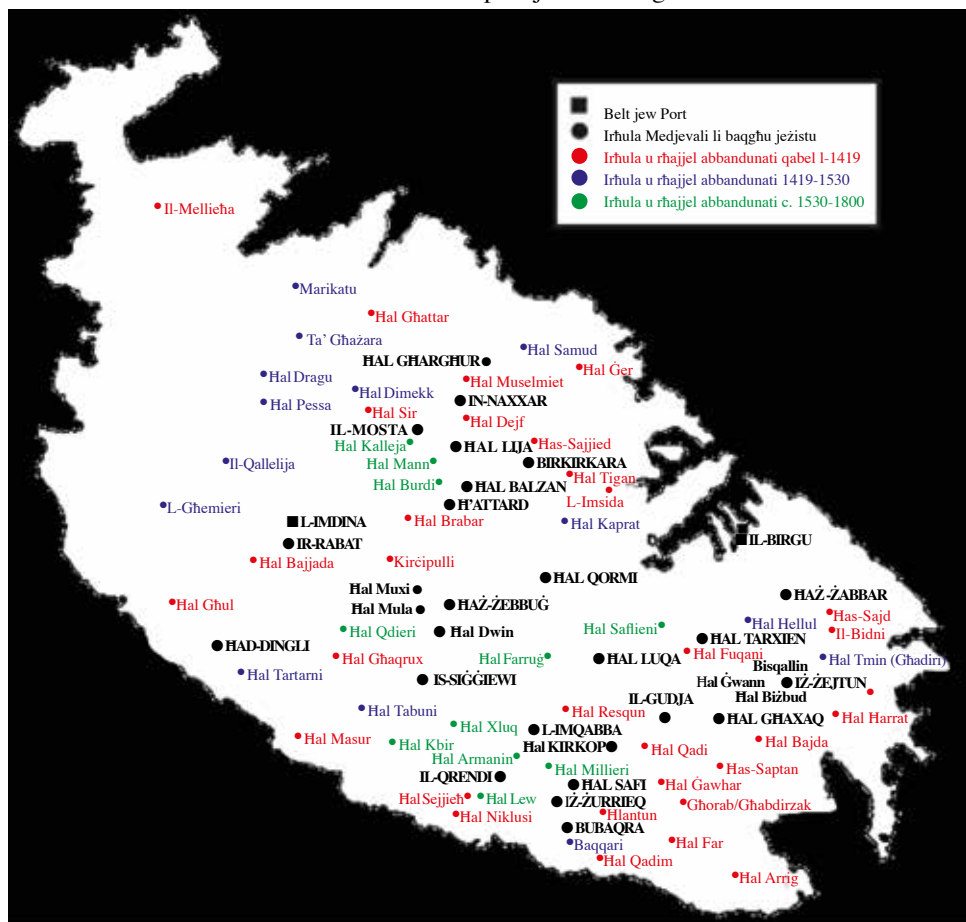 Belt jew Port
Irħula Medjevali li baqgħu jeżistu
Irħula u rħajjel abbandunati qabel l-1419
Irħula u rħajjel abbandunati 1419-1530
Irħula u rħajjel abbandunati c. 1530-1800
Il-Mellieħa
Marikatu
Ħal Għattar
Ta' Għażara
Ħal Samud
ĦAL GĦARGĦUR
Ħal Ġer
Ħal Dragu
Ħal Muselmiet
Ħal Dimekk
Ħal Pessa
IN-NAXXAR
Ħal Sir
Ħal Dejf
IL-MOSTA
Ħal Kalleja
ĦAL LIJA
Ħas-Sajjied
Il-Qallelija
Ħal Mann
BIRKIRKARA
Ħal Tigan
Ħal Burdi
ĦAL BALZAN
L-Imsida
L-Għemieri
Ħ'ATTARD
L-IMDINA
Ħal Brabar
Ħal Kaprat
IL-BIRGU
IR-RABAT
Ħal Bajjada
Kirċipulli
ĦAL QORMI
Ħal Muxi
ĦAŻ-ŻABBAR
Ħal Għul
Ħal Mula
ĦAŻ-ŻEBBUĠ
Ħas-Sajd
Ħal Qdieri
Ħal Dwin
Ħal Saflieni
Ħal Hellul
Il-Bidni
ĦAD-DINGLI
ĦAL TARXIEN
Ħal Għaqrux
Ħal Farruġ
ĦAL LUQA
Ħal Fuqani
Bisqallin
Ħal Tmin (Għadiri)
Ħal Tartarni
IS-SIĠĠIEWI
Ħal Ġwann
IŻ-ŻEJTUN
IL-GUDJA
Ħal Biżbud
Ħal Tabuni
Ħal Resqun
ĦAL GĦAXAQ
Ħal Harrat
Ħal Xluq
L-IMQABBA
Ħal Masur
Ħal Kbir
Ħal KIRKOP
Ħal Qadi
Ħal Bajda
Ħal Armanin
Ħal Millieri
Ħas-Saptan
IL-QRENDI
ĦAL SAFI
Ħal Ġawhar
Ħal Sejjieħ
Ħal Lew
IŻ-ŻURRIEQ
Għorab/Għabdirzak
Ħal Niklusi
Hlantun
BUBAQRA
Baqqari
Ħal Far
Ħal Qadim
Ħal Arrig